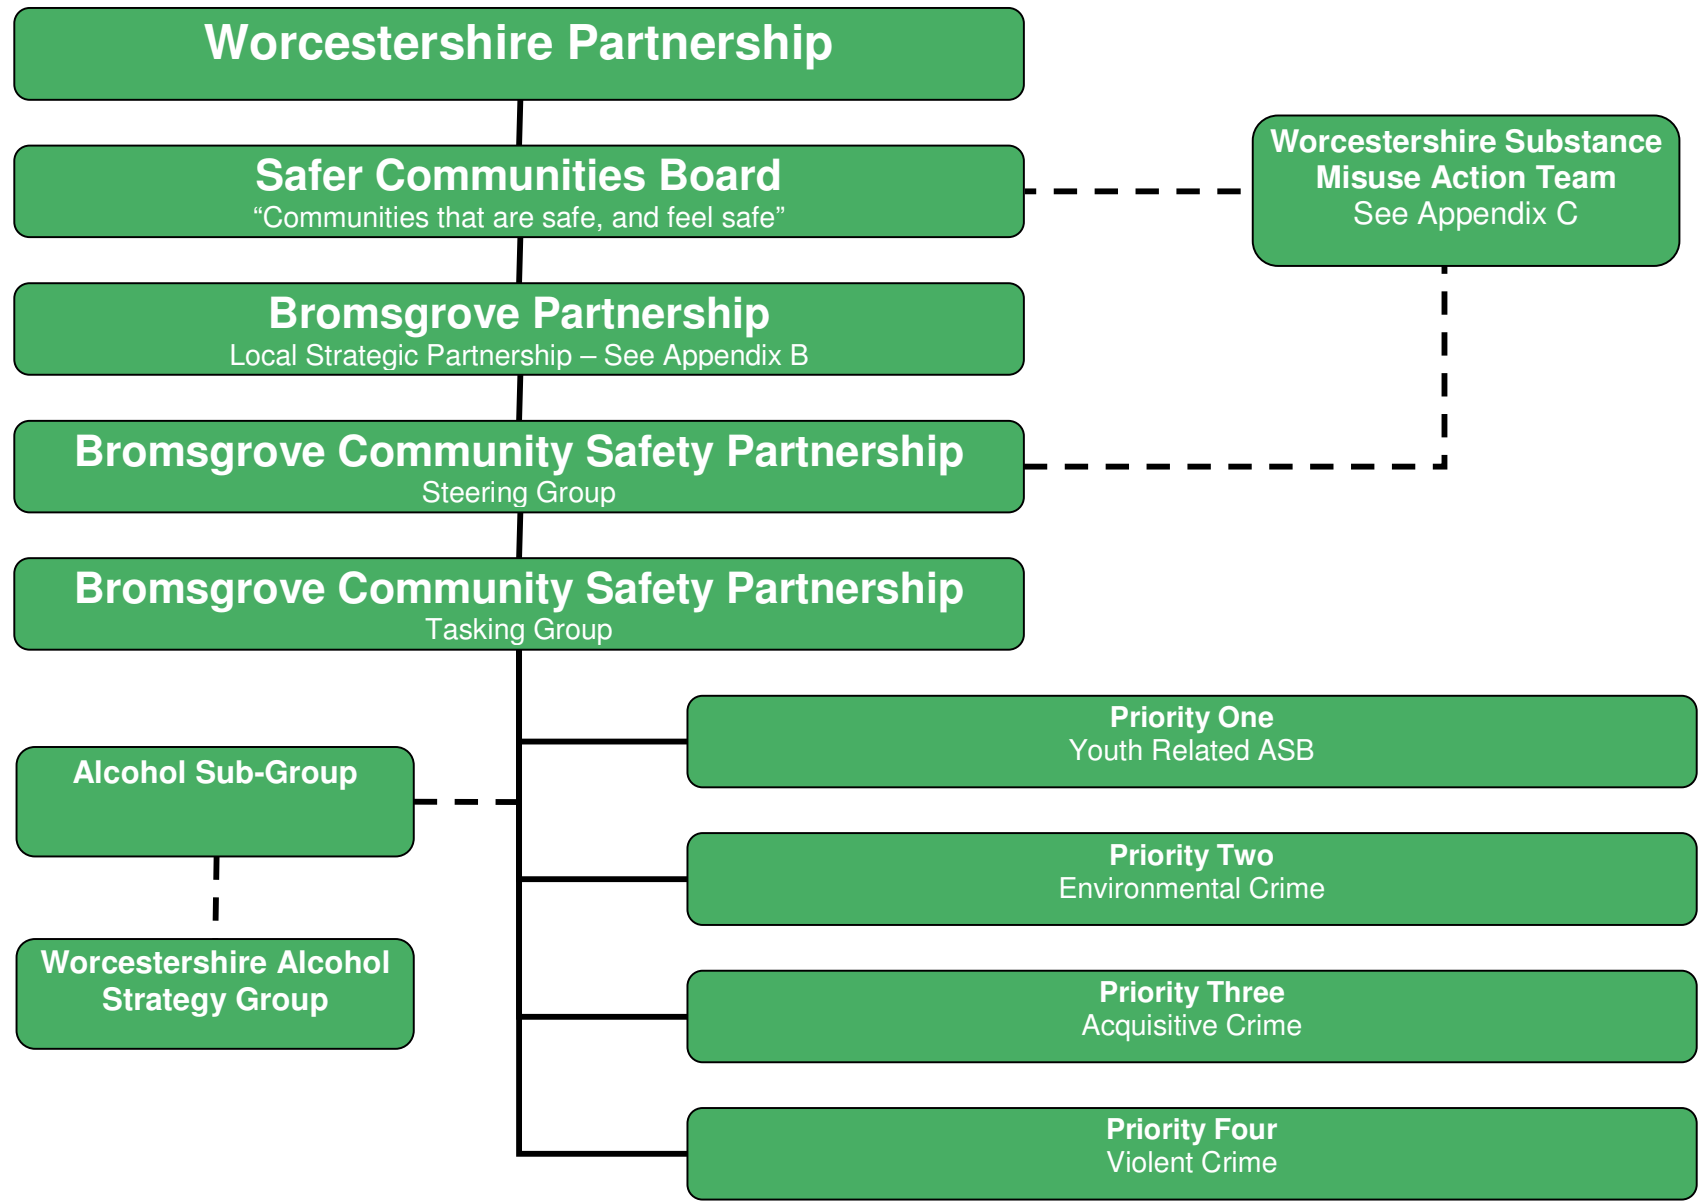 Worcestershire Partnership
Safer Communities Board
“Communities that are safe, and feel safe”
Worcestershire Substance
Misuse Action Team
See Appendix C
Bromsgrove Partnership
Local Strategic Partnership – See Appendix B
Bromsgrove Community Safety Partnership
Steering Group
Bromsgrove Community Safety Partnership
Tasking Group
Priority One
Youth Related ASB
Alcohol Sub-Group
Priority Two
Environmental Crime
Worcestershire Alcohol
Strategy Group
Priority Three
Acquisitive Crime
Priority Four
Violent Crime